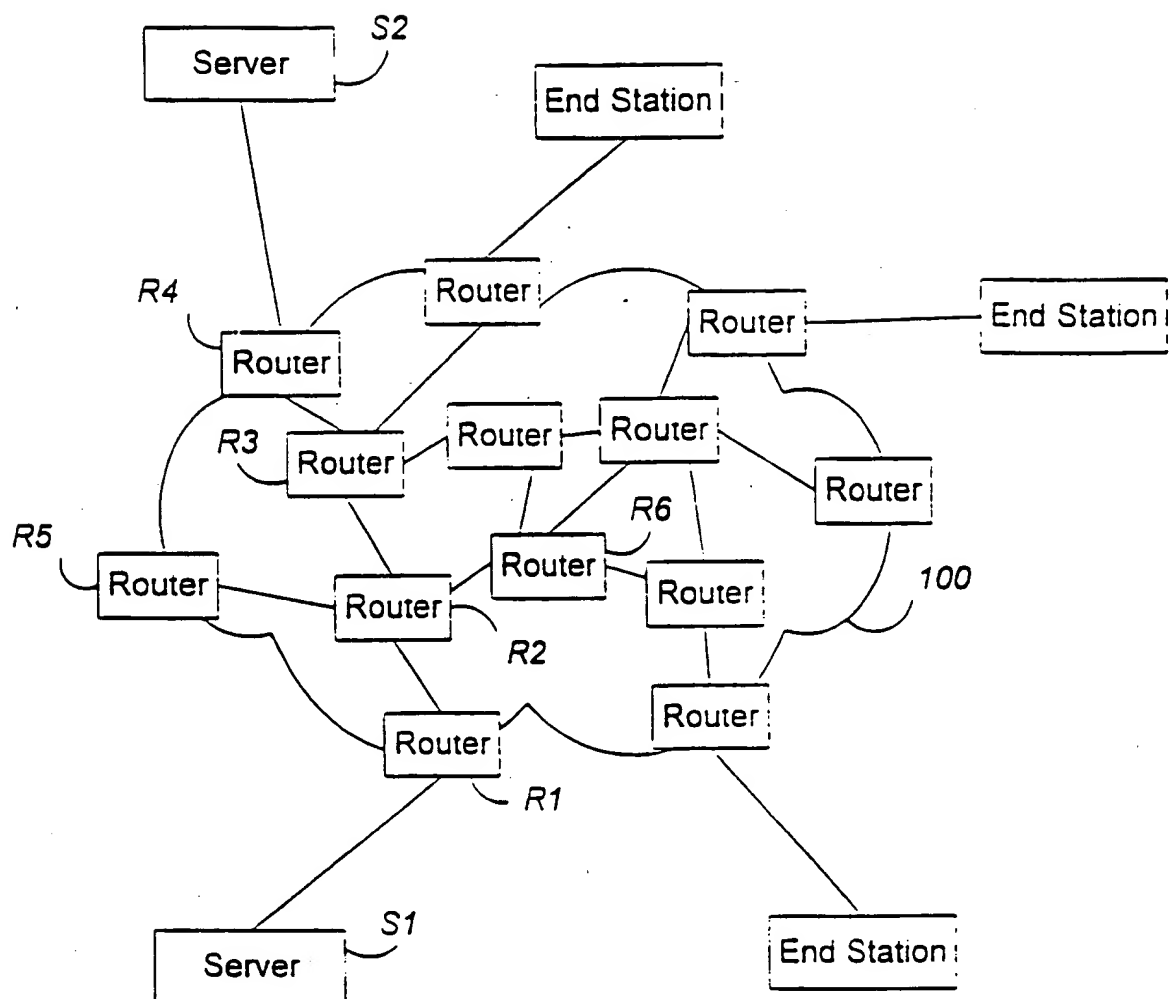 S2
Server
End Station
Router
R4
Router
End Station
Router
R3
Router
Router
Router
Router
R6
R5
Router
Router
Router
Router
100
R2
Router
Router
R1
S1
Server
End Station